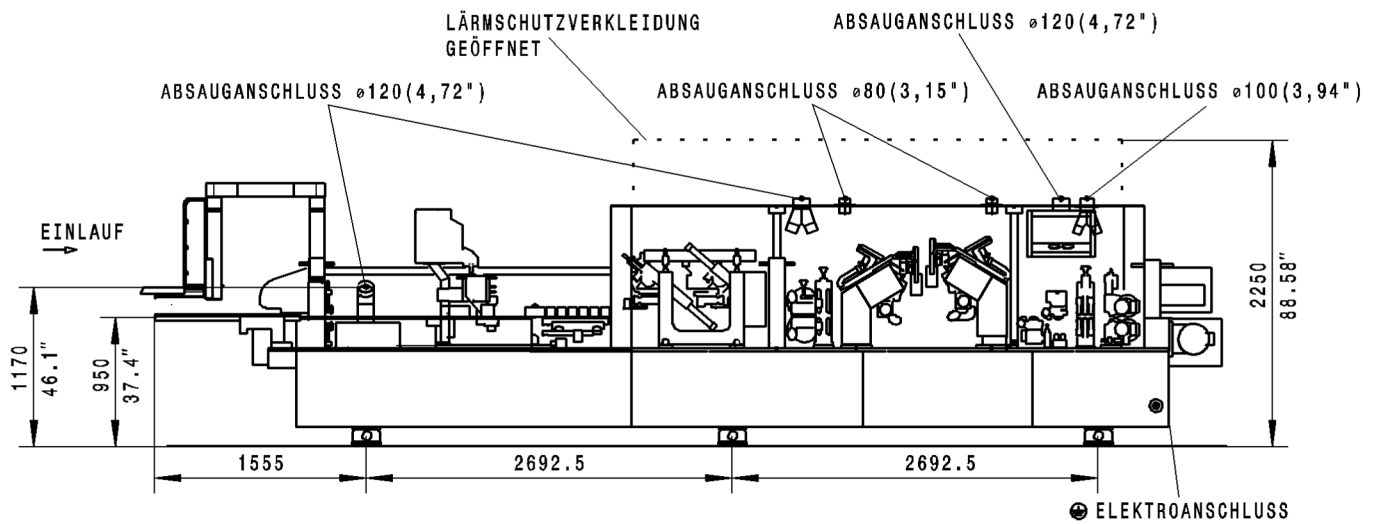 LÄRMSCHUTZVERKLEIDUNG
GEÖFFNET
ABSAUGANSCHLUSS ⌀120(4,72")
ABSAUGANSCHLUSS ⌀120(4,72")
ABSAUGANSCHLUSS ⌀80(3,15")
ABSAUGANSCHLUSS ⌀100(3,94")
EINLAUF
1170
46.1"
950
37.4"
2250
88.58"
1555
2692.5
2692.5
ELEKTROANSCHLUSS